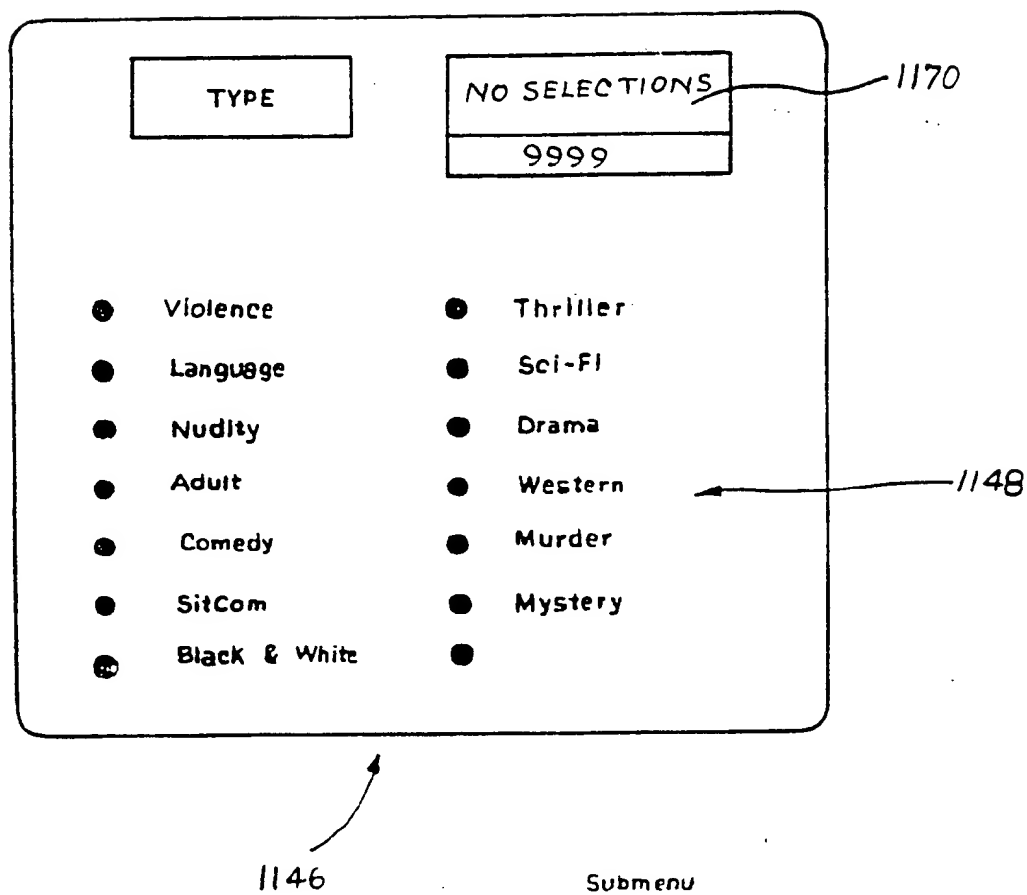 TYPE
NO SELECTIONS
9999
1170
Violence
Language
Nudity
Adult
Comedy
SitCom
Black & White
Thriller
Sci-Fi
Drama
Western
Murder
Mystery
1148
1146
Submenu